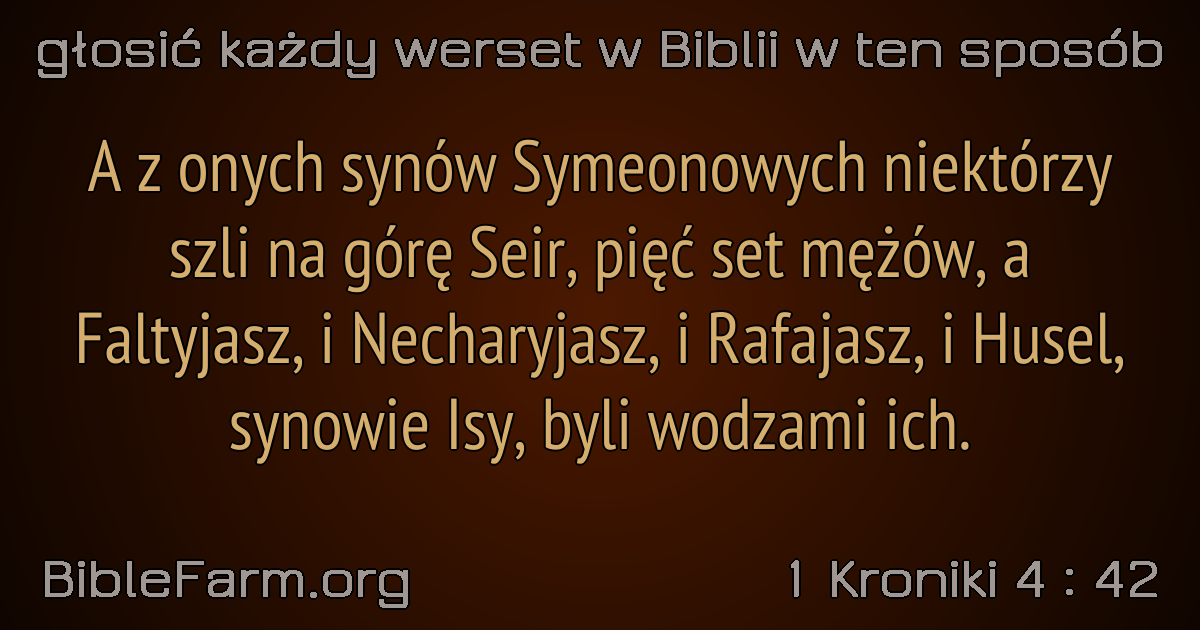 głosić każdy werset w Biblii w ten sposób
A z onych synów Symeonowych niektórzy
szli na górę Seir, pięć set mężów, a
Faltyjasz, i Necharyjasz, i Rafajasz, i Husel,
synowie Isy, byli wodzami ich.
BibleFarm.org
1 Kroniki 4 : 42